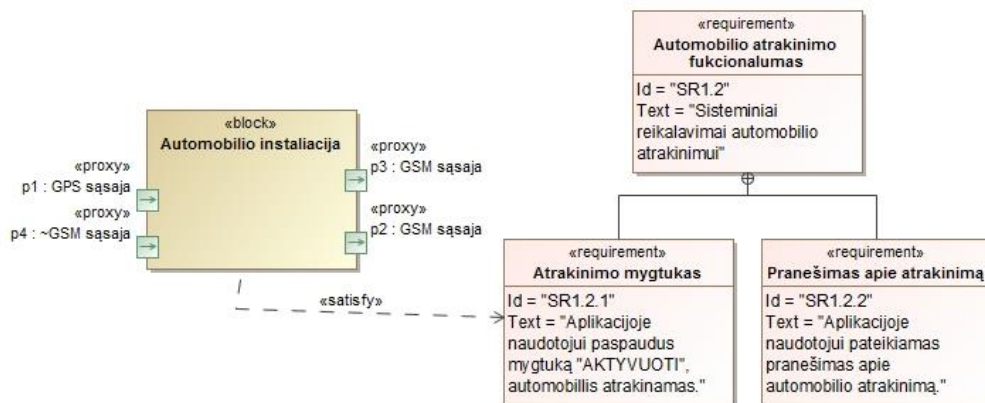 «block»
Automobilio instaliacija
«proxy»
p1 : GPS sąsaja
«proxy»
p4 : ~GSM sąsaja
«proxy»
p3 : GSM sąsaja
«proxy»
p2 : GSM sąsaja
«satisfy»
«requirement»
Automobilio atrakinimo
fukcionalumas
Id = "SR1.2"
Text = "Sisteminiai
reikalavimai automobilio
atrakinimui"
«requirement»
Atrakinimo mygtukas
Id = "SR1.2.1"
Text = "Aplikacijoje
naudotojui paspaudus
mygtuką "AKTYVUOTI",
automobillis atrakinamas."
«requirement»
Pranešimas apie atrakinimą
Id = "SR1.2.2"
Text = "Aplikacijoje
naudotojui pateikiamas
pranešimas apie
automobilio atrakinimą."